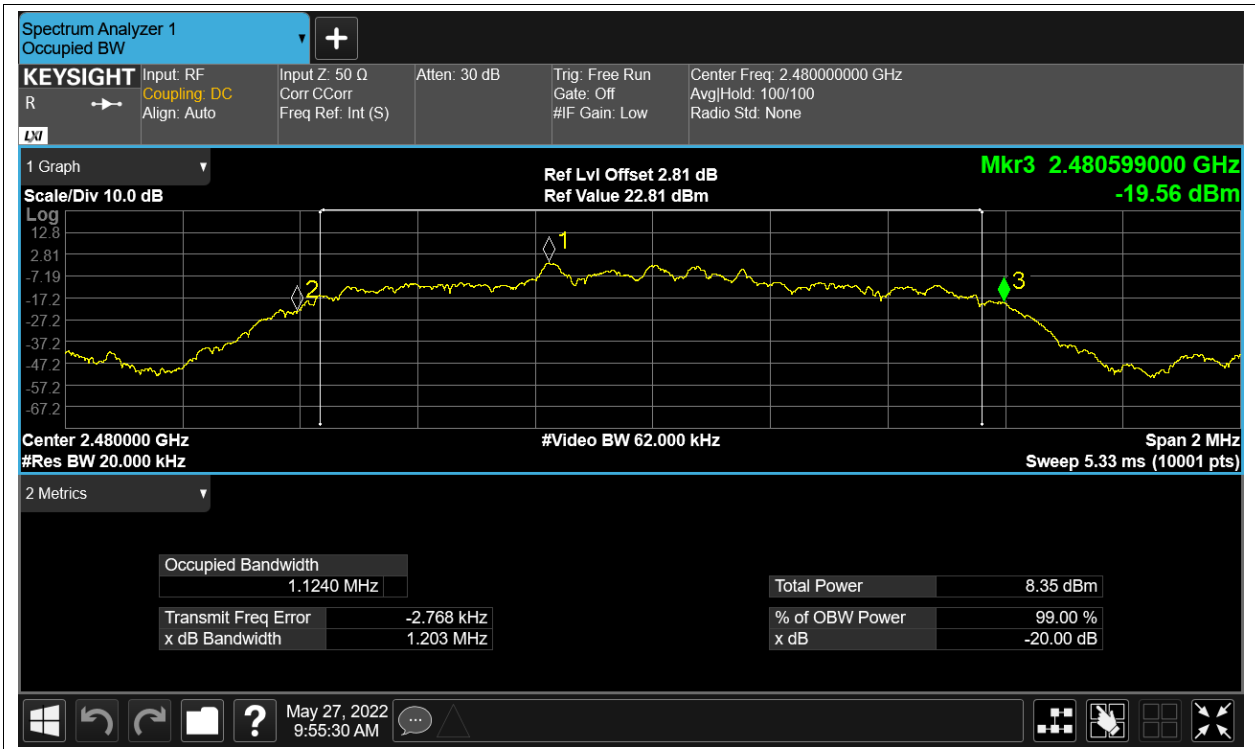 Spectrum Analyzer 1
Occupied BW
KEYSIGHT
R
LXI
Input: RF
Coupling: DC
Align: Auto
Input Z: 50 Ω
Corr CCorr
Freq Ref: Int (S)
Atten: 30 dB
Trig: Free Run
Gate: Off
#IF Gain: Low
Center Freq: 2.480000000 GHz
Avg|Hold: 100/100
Radio Std: None
1 Graph
Scale/Div 10.0 dB
Ref Lvl Offset 2.81 dB
Ref Value 22.81 dBm
Mkr3 2.480599000 GHz
-19.56 dBm
Log
12.8
2.81
-7.19
-17.2
-27.2
-37.2
-47.2
-57.2
-67.2
1
2
3
Center 2.480000 GHz
#Video BW 62.000 kHz
Span 2 MHz
#Res BW 20.000 kHz
Sweep 5.33 ms (10001 pts)
2 Metrics
Occupied Bandwidth
1.1240 MHz
Total Power 8.35 dBm
Transmit Freq Error -2.768 kHz
% of OBW Power 99.00 %
x dB Bandwidth 1.203 MHz
x dB -20.00 dB
?
May 27, 2022
9:55:30 AM